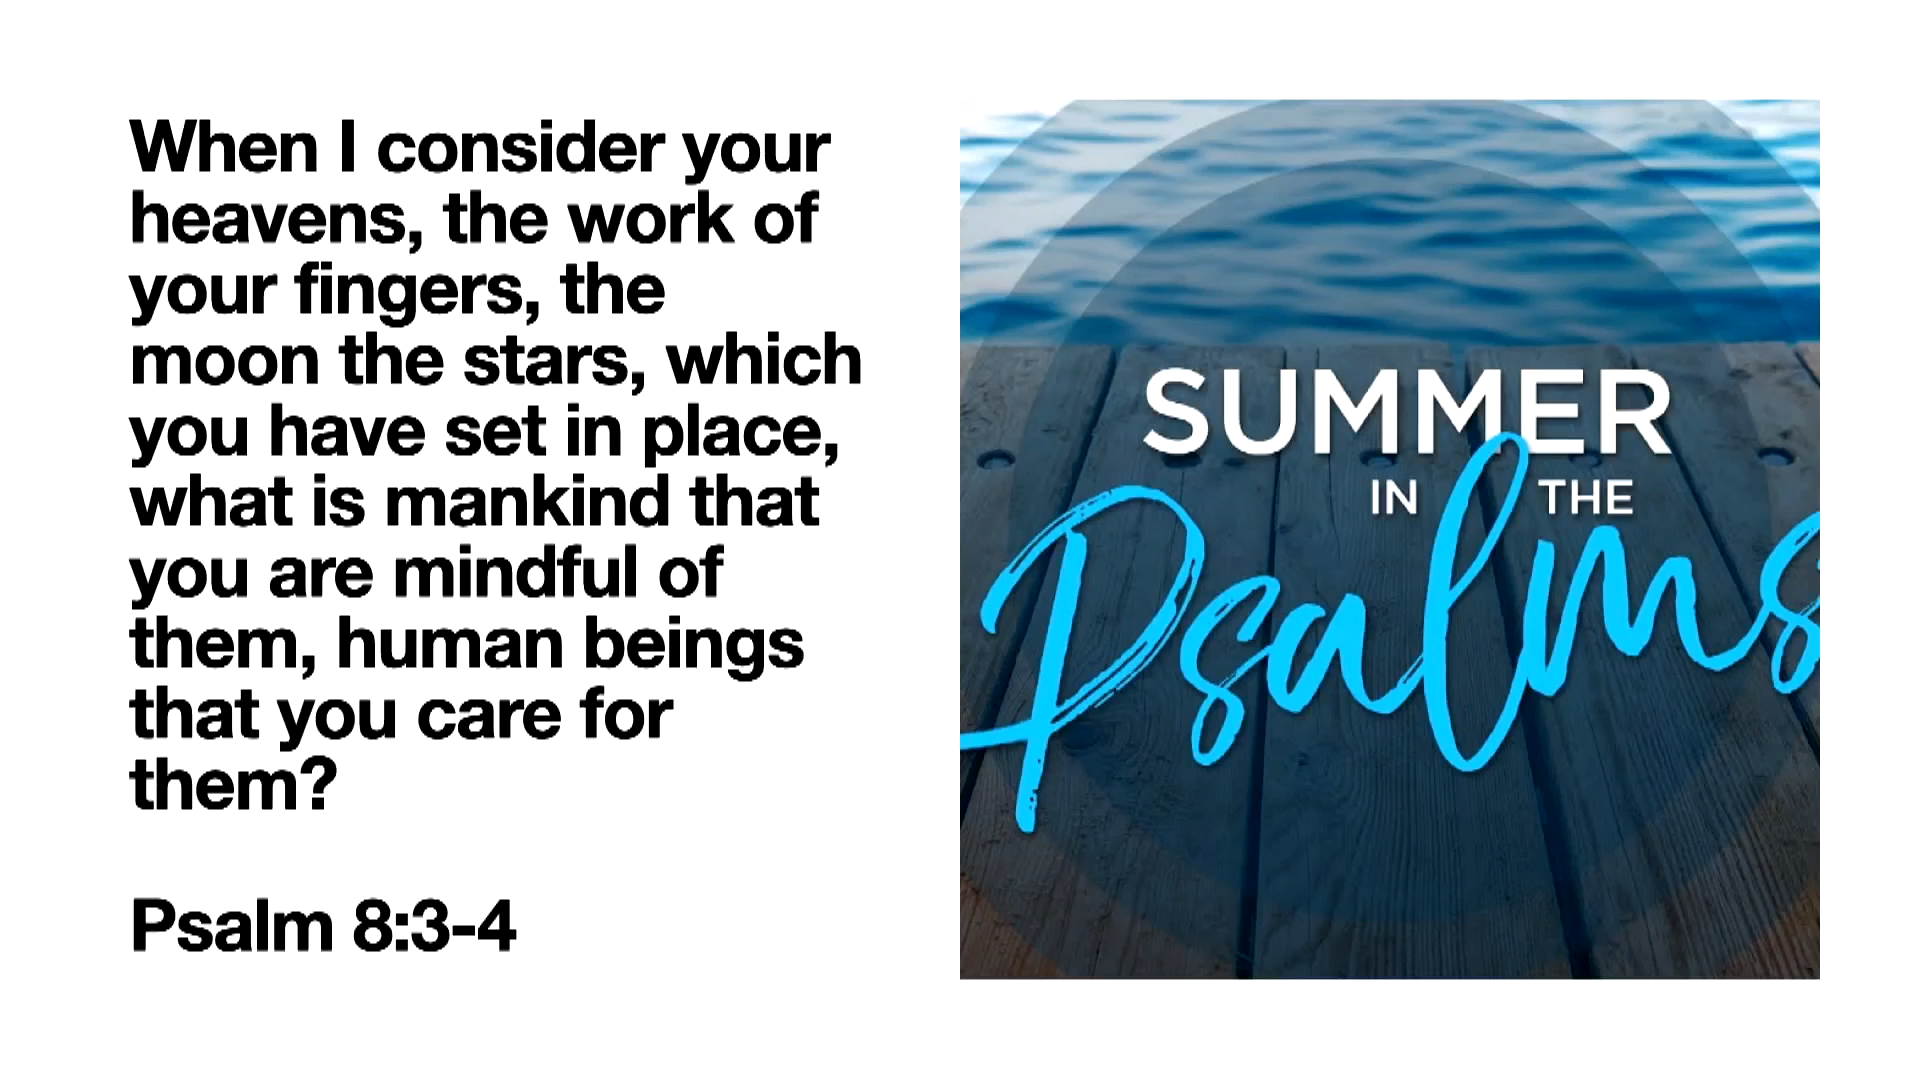 When I consider your
heavens, the work of
your fingers, the
moon the stars, which
you have set in place,
what is mankind that
you are mindful of
them, human beings
that you care for
them?
Psalm 8:3-4
SUMMER
IN THE
Psalms